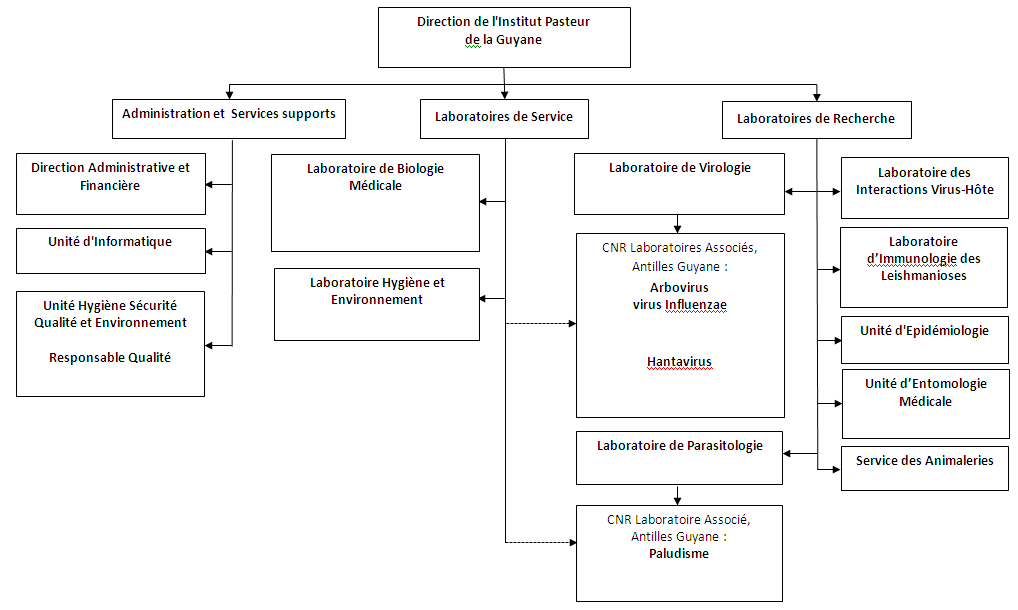 Direction de l'Institut Pasteur
de la Guyane
Administration et Services supports
Laboratoires de Service
Laboratoires de Recherche
Direction Administrative et
Financière
Unité d'Informatique
Unité Hygiène Sécurité
Qualité et Environnement
Responsable Qualité
Laboratoire de Biologie
Médicale
Laboratoire Hygiène et
Environnement
Laboratoire de Virologie
CNR Laboratoires Associés,
Antilles Guyane :
Arbovirus
virus Influenzae
Hantavirus
Laboratoire de Parasitologie
CNR Laboratoire Associé,
Antilles Guyane :
Paludisme
Laboratoire des
Interactions Virus-Hôte
Laboratoire
d’Immunologie des
Leishmanioses
Unité d'Epidémiologie
Unité d’Entomologie
Médicale
Service des Animaleries